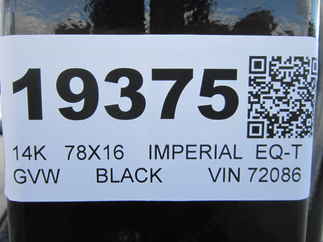 19375
14K 78X16 IMPERIAL EQ-T
GVW BLACK VIN 72086